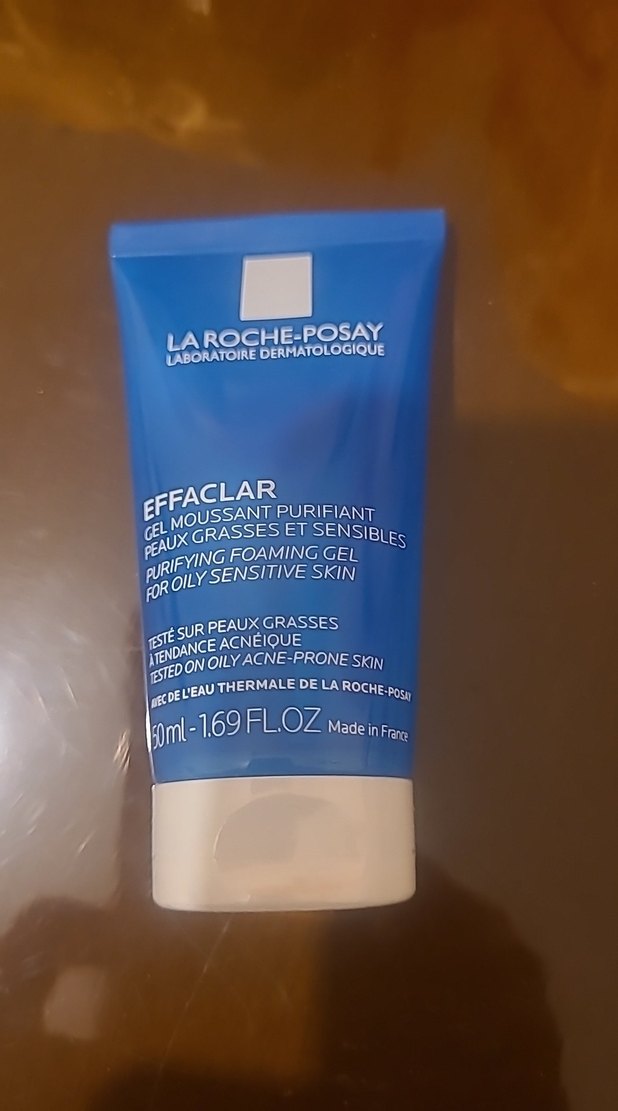 LA ROCHE-POSAY
LABORATOIRE DERMATOLOGIQUE
EFFACLAR
GEL MOUSSANT PURIFIANT
PEAUX GRASSES ET SENSIBLES
PURIFYING FOAMING GEL
FOR OILY SENSITIVE SKIN
TESTÉ SUR PEAUX GRASSES
À TENDANCE ACNÉIQUE
TESTED ON OILY ACNE-PRONE SKIN
AVEC DE L'EAU THERMALE DE LA ROCHE-POSAY
50 ml - 1.69 FL.OZ Made in France